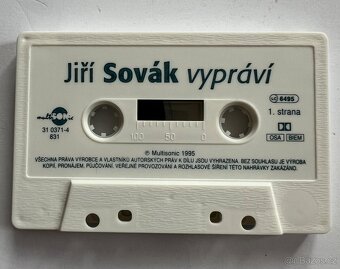 Jiří Sovák vypráví
multisonic
31 0371-4
831
LC 6495
1. strana
OSA BIEM
100 50 0
℗ Multisonic 1995
VŠECHNA PRÁVA VÝROBCE A VLASTNÍKŮ AUTORSKÝCH PRÁV K DÍLU JSOU VYHRAZENA. BEZ SOUHLASU JE VÝROBA
KOPIÍ, PRONÁJEM, PŮJČOVÁNÍ, VEŘEJNÉ PROVOZOVÁNÍ A ROZHLASOVÉ ŠÍŘENÍ TÉTO NAHRÁVKY ZAKÁZÁNO.